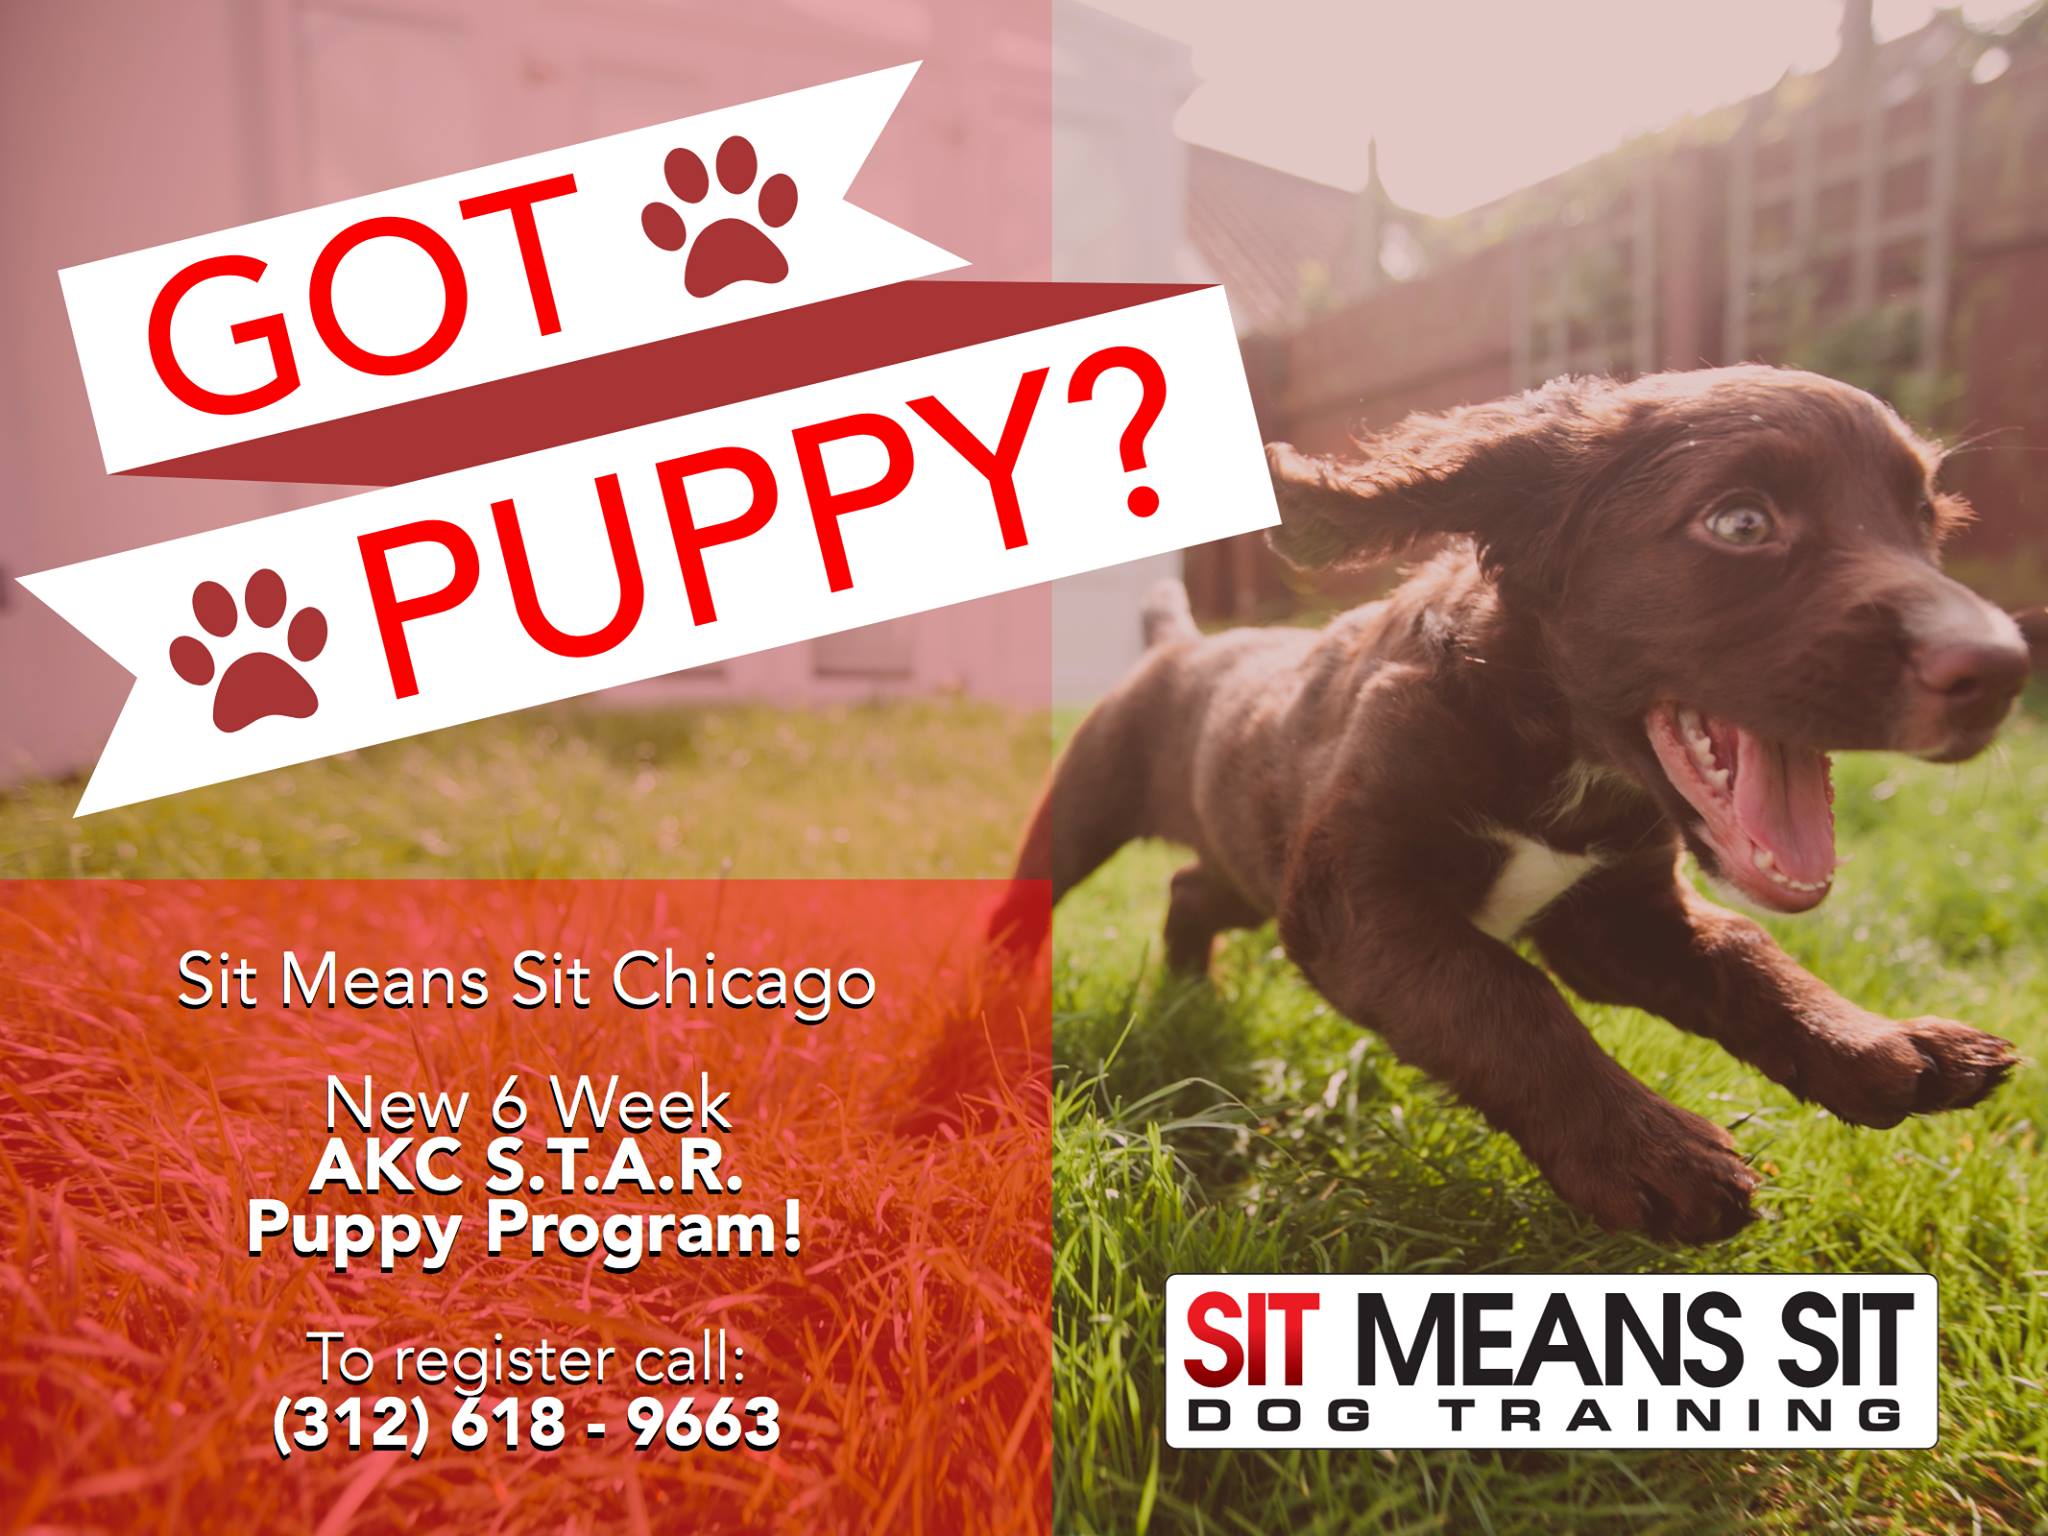 GOT
PUPPY?
Sit Means Sit Chicago
New 6 Week
AKC S.T.A.R.
Puppy Program!
To register call:
(312) 618 - 9663
SIT MEANS SIT
DOG TRAINING